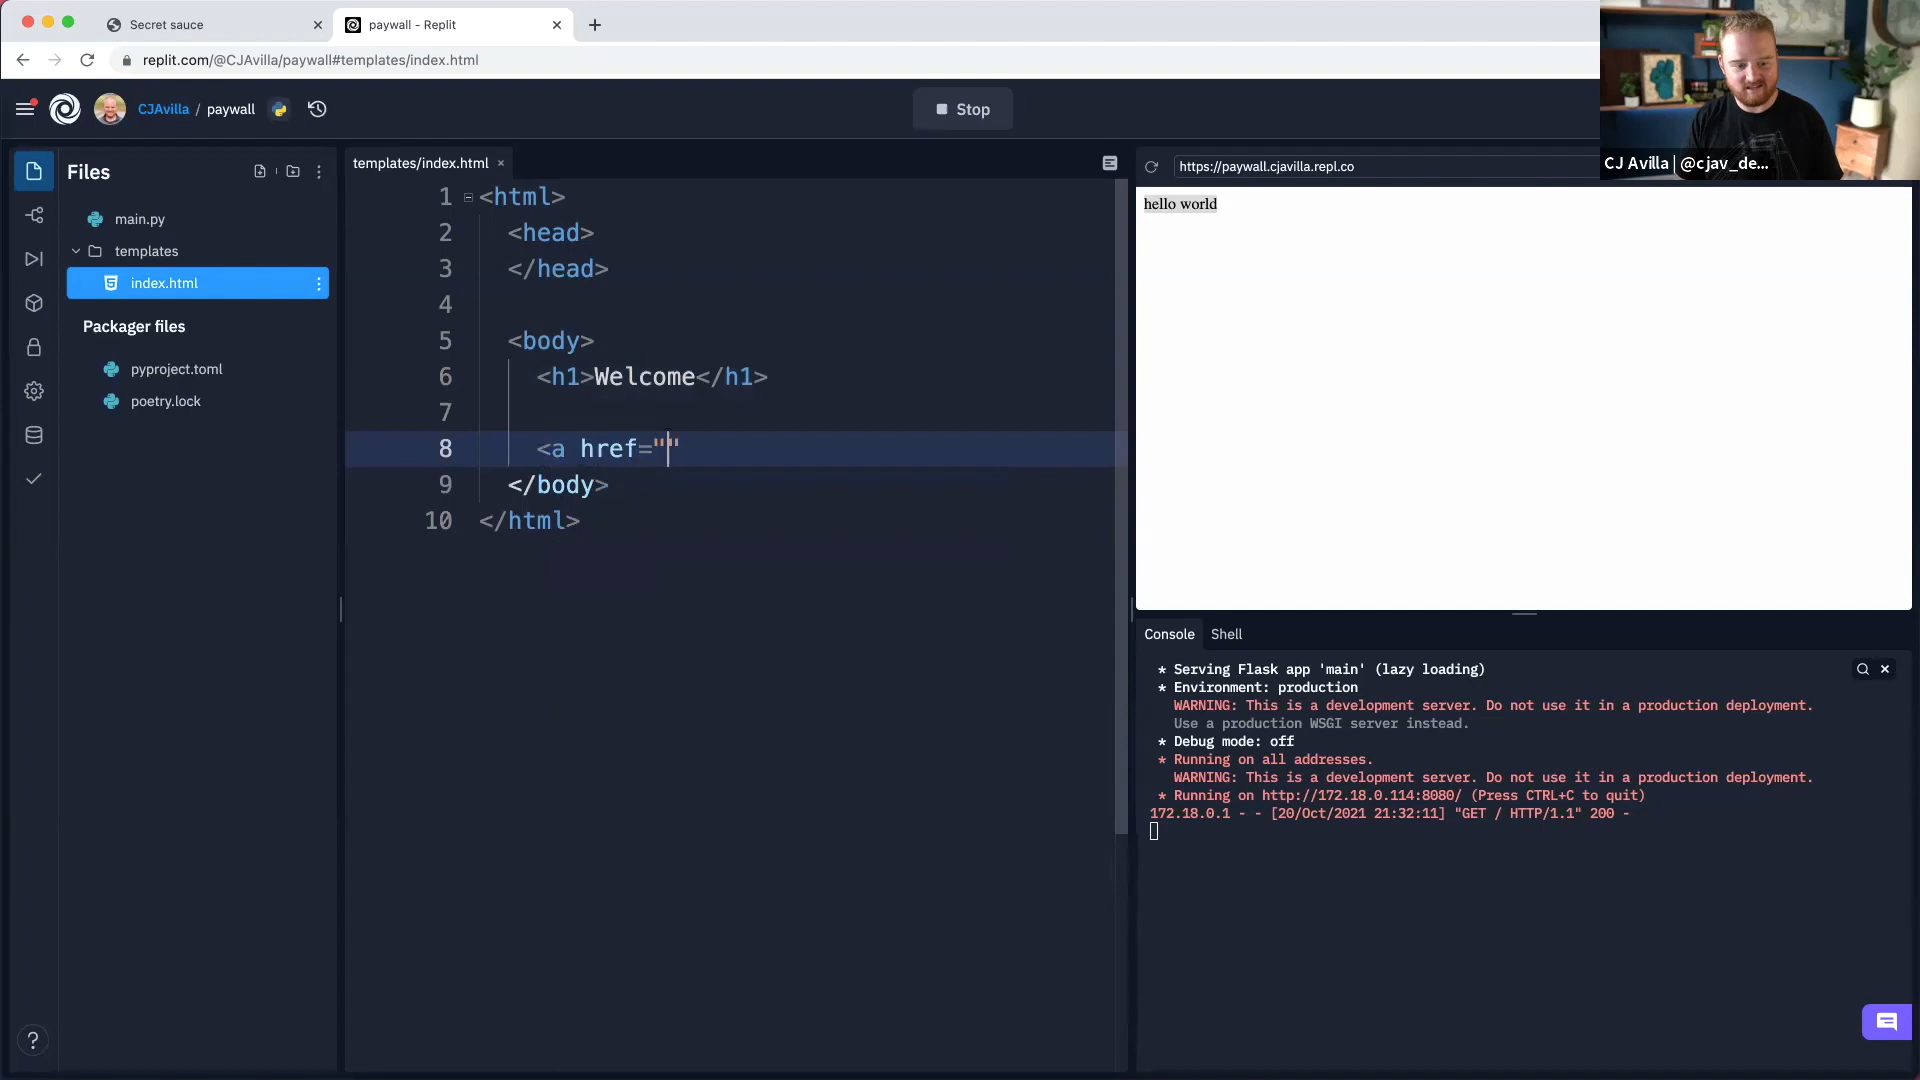 Secret sauce
paywall - Replit
replit.com/@CJAvilla/paywall#templates/index.html
CJAvilla / paywall
Stop
CJ Avilla | @cjav_de...
Files
main.py
templates
index.html
Packager files
pyproject.toml
poetry.lock
templates/index.html
1 <html>
2 <head>
3 </head>
4
5 <body>
6 <h1>Welcome</h1>
7
8 <a href=""
9 </body>
10 </html>
https://paywall.cjavilla.repl.co
hello world
Console Shell
* Serving Flask app 'main' (lazy loading)
* Environment: production
WARNING: This is a development server. Do not use it in a production deployment.
Use a production WSGI server instead.
* Debug mode: off
* Running on all addresses.
WARNING: This is a development server. Do not use it in a production deployment.
* Running on http://172.18.0.114:8080/ (Press CTRL+C to quit)
172.18.0.1 - - [20/Oct/2021 21:32:11] "GET / HTTP/1.1" 200 -
?